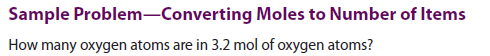 Sample Problem—Converting Moles to Number of Items
How many oxygen atoms are in 3.2 mol of oxygen atoms?